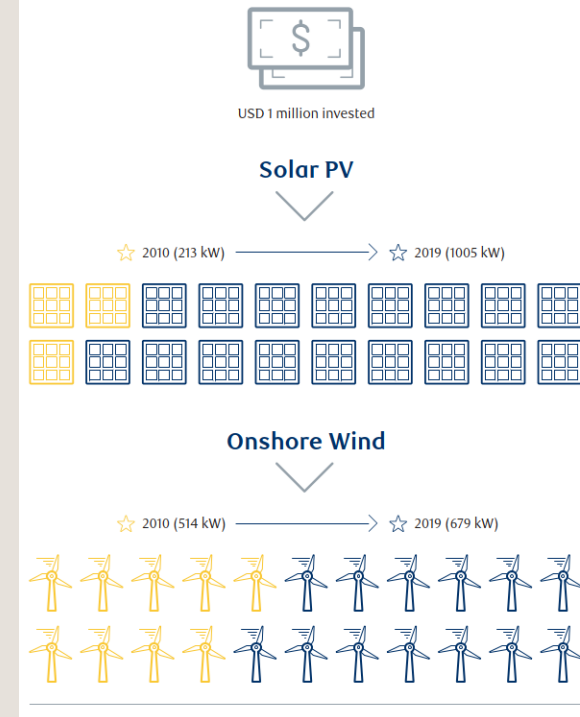 $
USD 1 million invested
Solar PV
2010 (213 kW)
2019 (1005 kW)
Onshore Wind
2010 (514 kW)
2019 (679 kW)